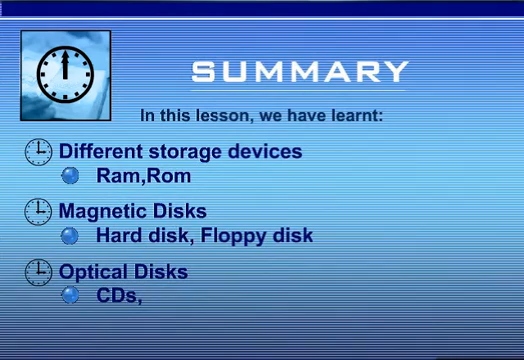 SUMMARY
In this lesson, we have learnt:
Different storage devices
Ram,Rom
Magnetic Disks
Hard disk, Floppy disk
Optical Disks
CDs,